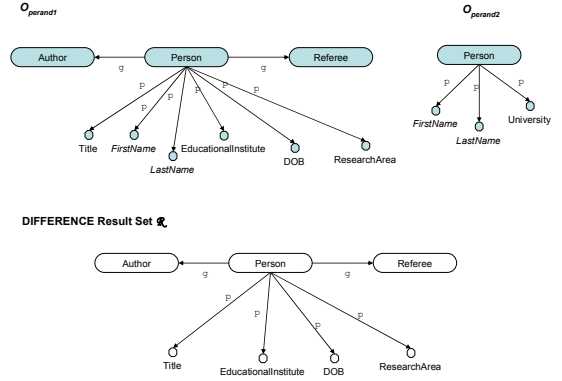 Operand1
Operand2
Author
g
Person
g
Referee
Person
p
p
p
p
p
p
p
p
p
Title
FirstName
LastName
EducationalInstitute
DOB
ResearchArea
FirstName
LastName
University
DIFFERENCE Result Set R
Author
g
Person
g
Referee
p
p
p
p
Title
EducationalInstitute
DOB
ResearchArea